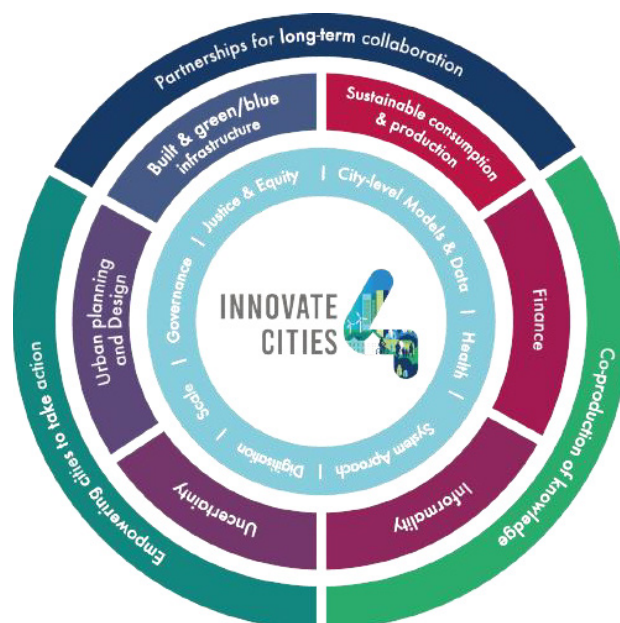 Partnerships for long-term collaboration
Co-production of knowledge
Empowering cities to take action
Built & green/blue
infrastructure
Sustainable consumption
& production
Finance
Informality
Uncertainty
Urban planning
and Design
Justice & Equity | City-level Models & Data | Health | System Aproach | Digitisation | Scale | Governance |
INNOVATE
CITIES
4